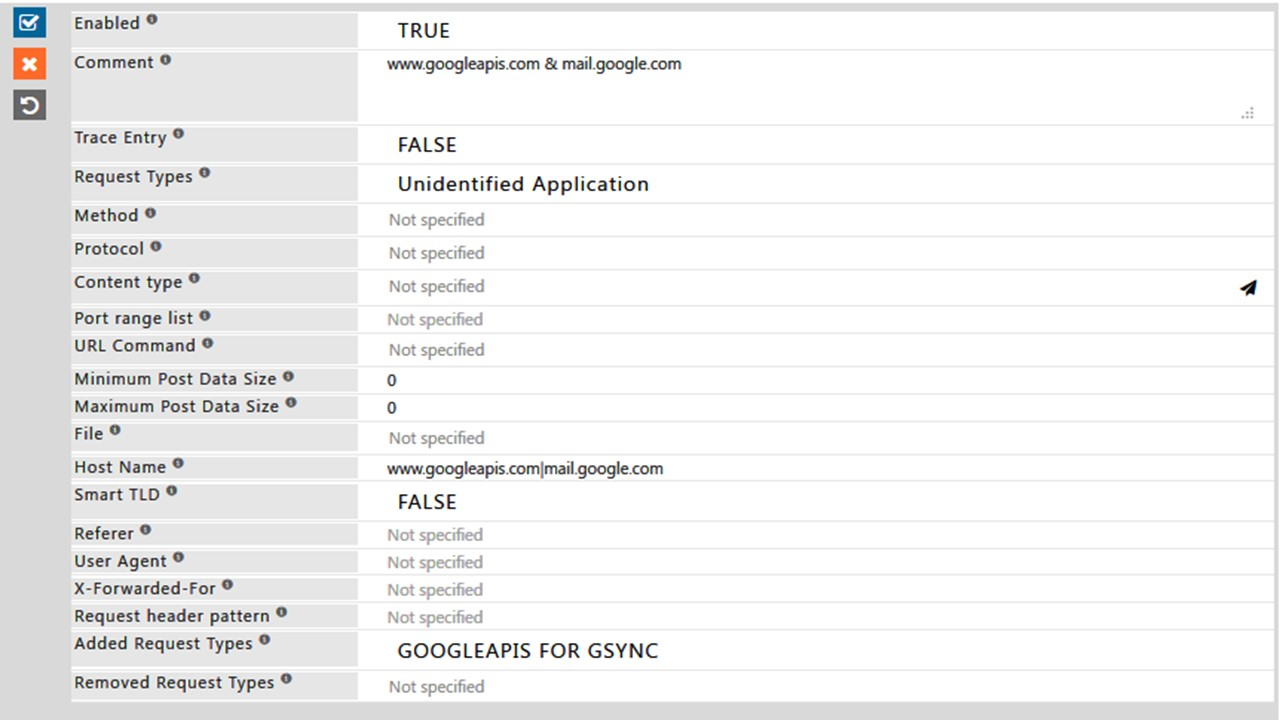 Enabled TRUE
Comment www.googleapis.com & mail.google.com
Trace Entry FALSE
Request Types Unidentified Application
Method Not specified
Protocol Not specified
Content type Not specified
Port range list Not specified
URL Command Not specified
Minimum Post Data Size 0
Maximum Post Data Size 0
File Not specified
Host Name www.googleapis.com|mail.google.com
Smart TLD FALSE
Referer Not specified
User Agent Not specified
X-Forwarded-For Not specified
Request header pattern Not specified
Added Request Types GOOGLEAPIS FOR GSYNC
Removed Request Types Not specified